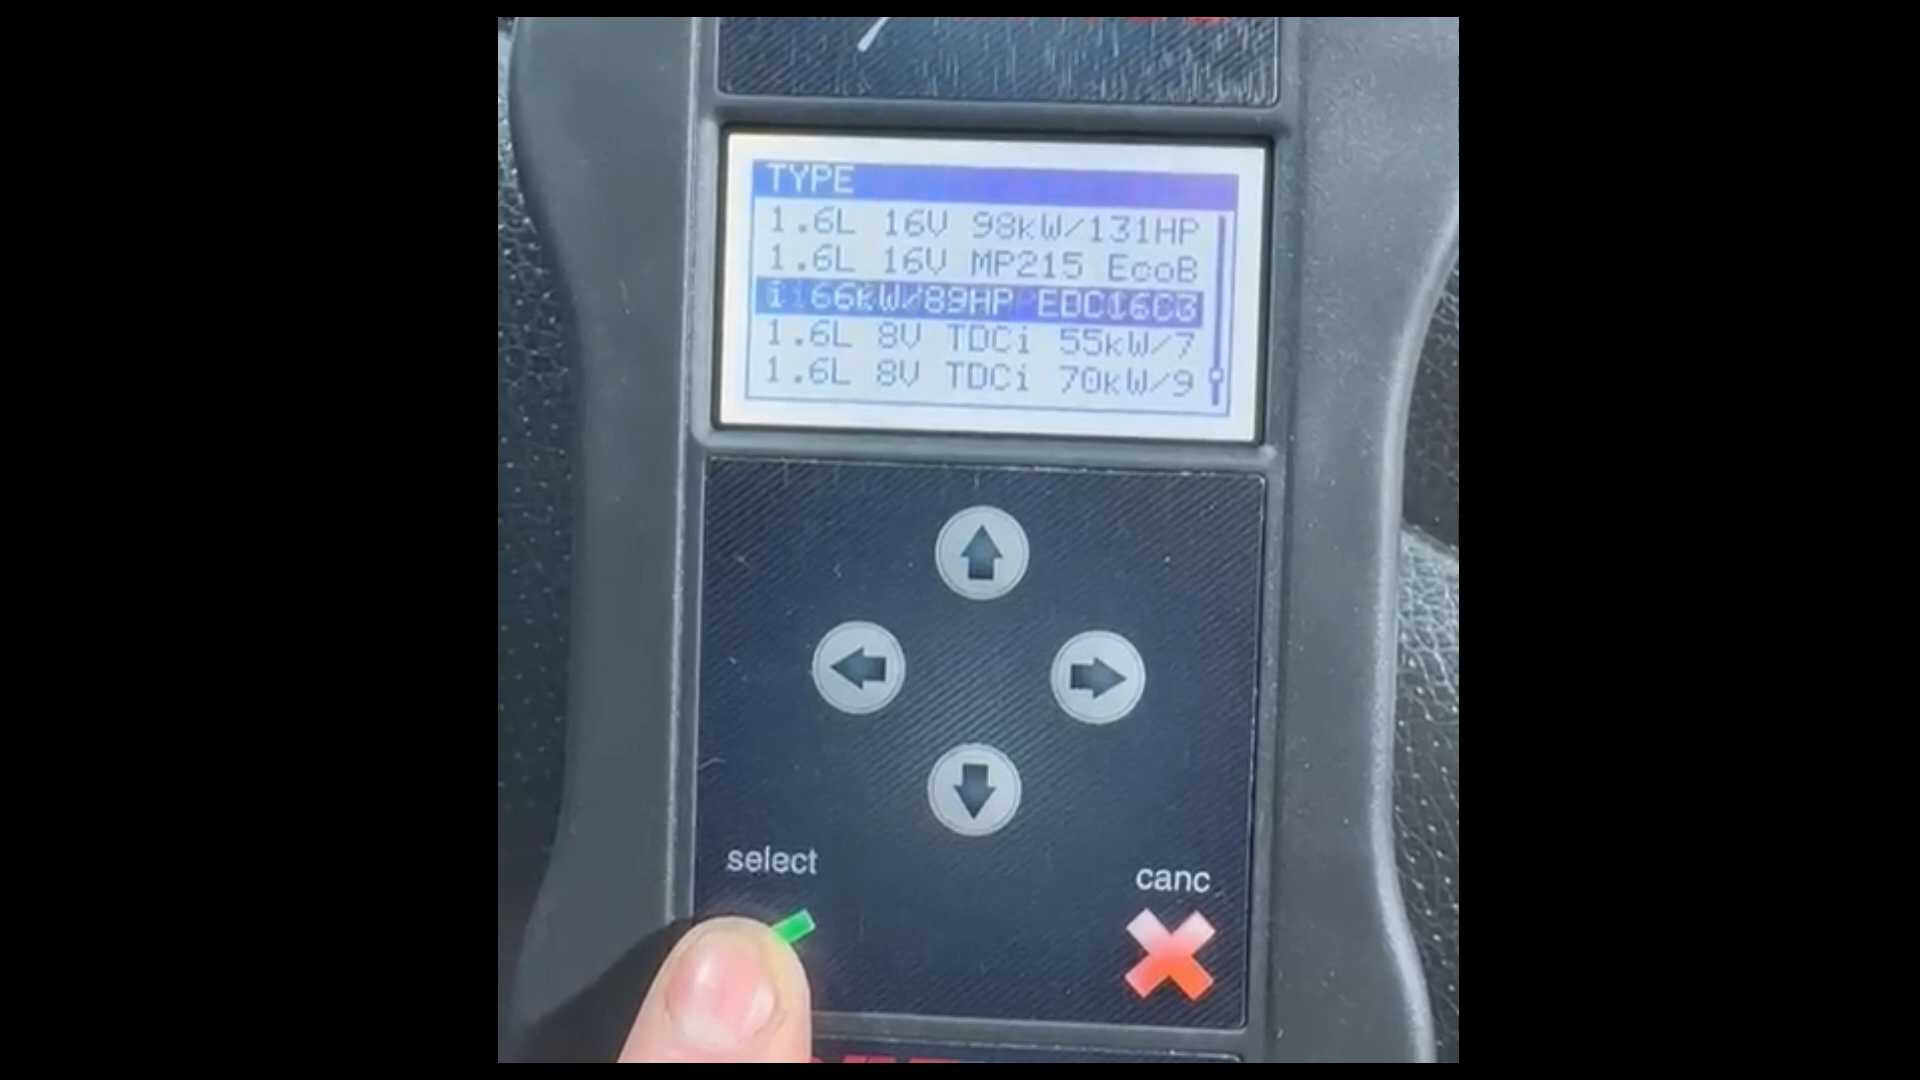 TYPE
1.6L 16V 98kW/131HP
1.6L 16V MP215 EcoB
i 66kW/89HP EDC16C3
1.6L 8V TDCi 55kW/7
1.6L 8V TDCi 70kW/9
select
canc